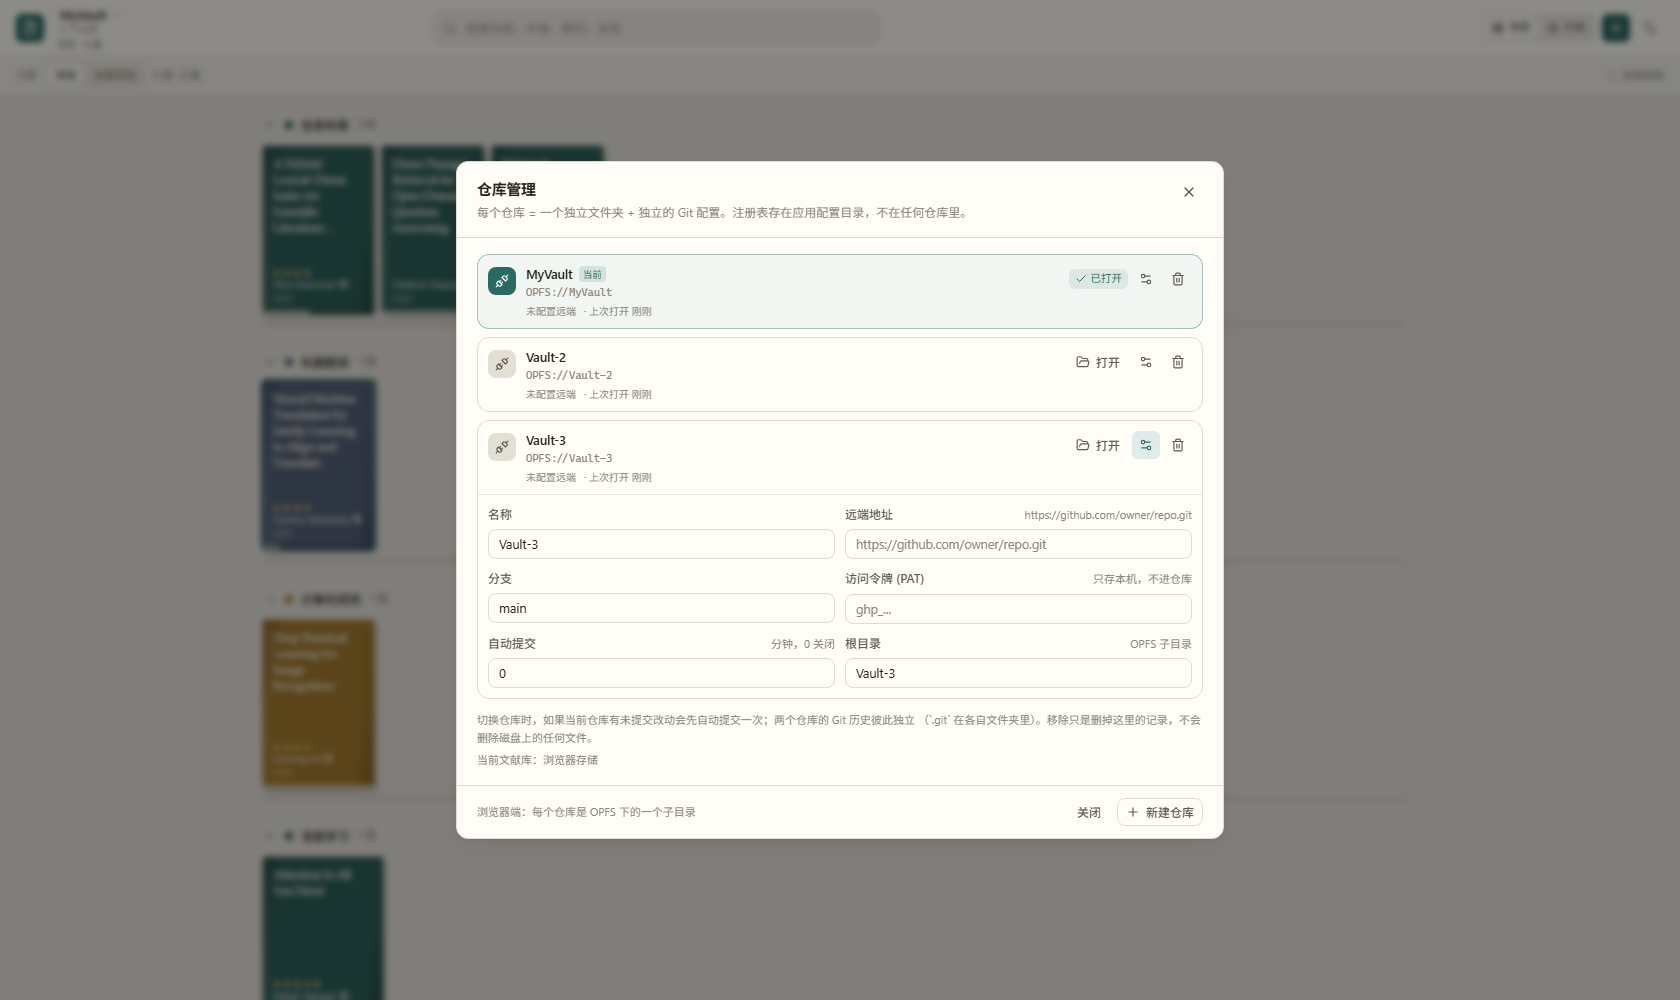 仓库管理
每个仓库 = 一个独立文件夹 + 独立的 Git 配置。注册表存在应用配置目录，不在任何仓库里。
MyVault 当前
OPFS://MyVault
未配置远端 · 上次打开 刚刚
已打开
Vault-2
OPFS://Vault-2
未配置远端 · 上次打开 刚刚
打开
Vault-3
OPFS://Vault-3
未配置远端 · 上次打开 刚刚
打开
名称
Vault-3
远端地址 https://github.com/owner/repo.git
https://github.com/owner/repo.git
分支
main
访问令牌 (PAT) 只存本机，不进仓库
ghp_...
自动提交 分钟，0 关闭
0
根目录 OPFS 子目录
Vault-3
切换仓库时，如果当前仓库有未提交改动会先自动提交一次；两个仓库的 Git 历史彼此独立 （`.git` 在各自文件夹里）。移除只是删掉这里的记录，不会
删除磁盘上的任何文件。
当前文献库：浏览器存储
浏览器端：每个仓库是 OPFS 下的一个子目录
关闭
新建仓库